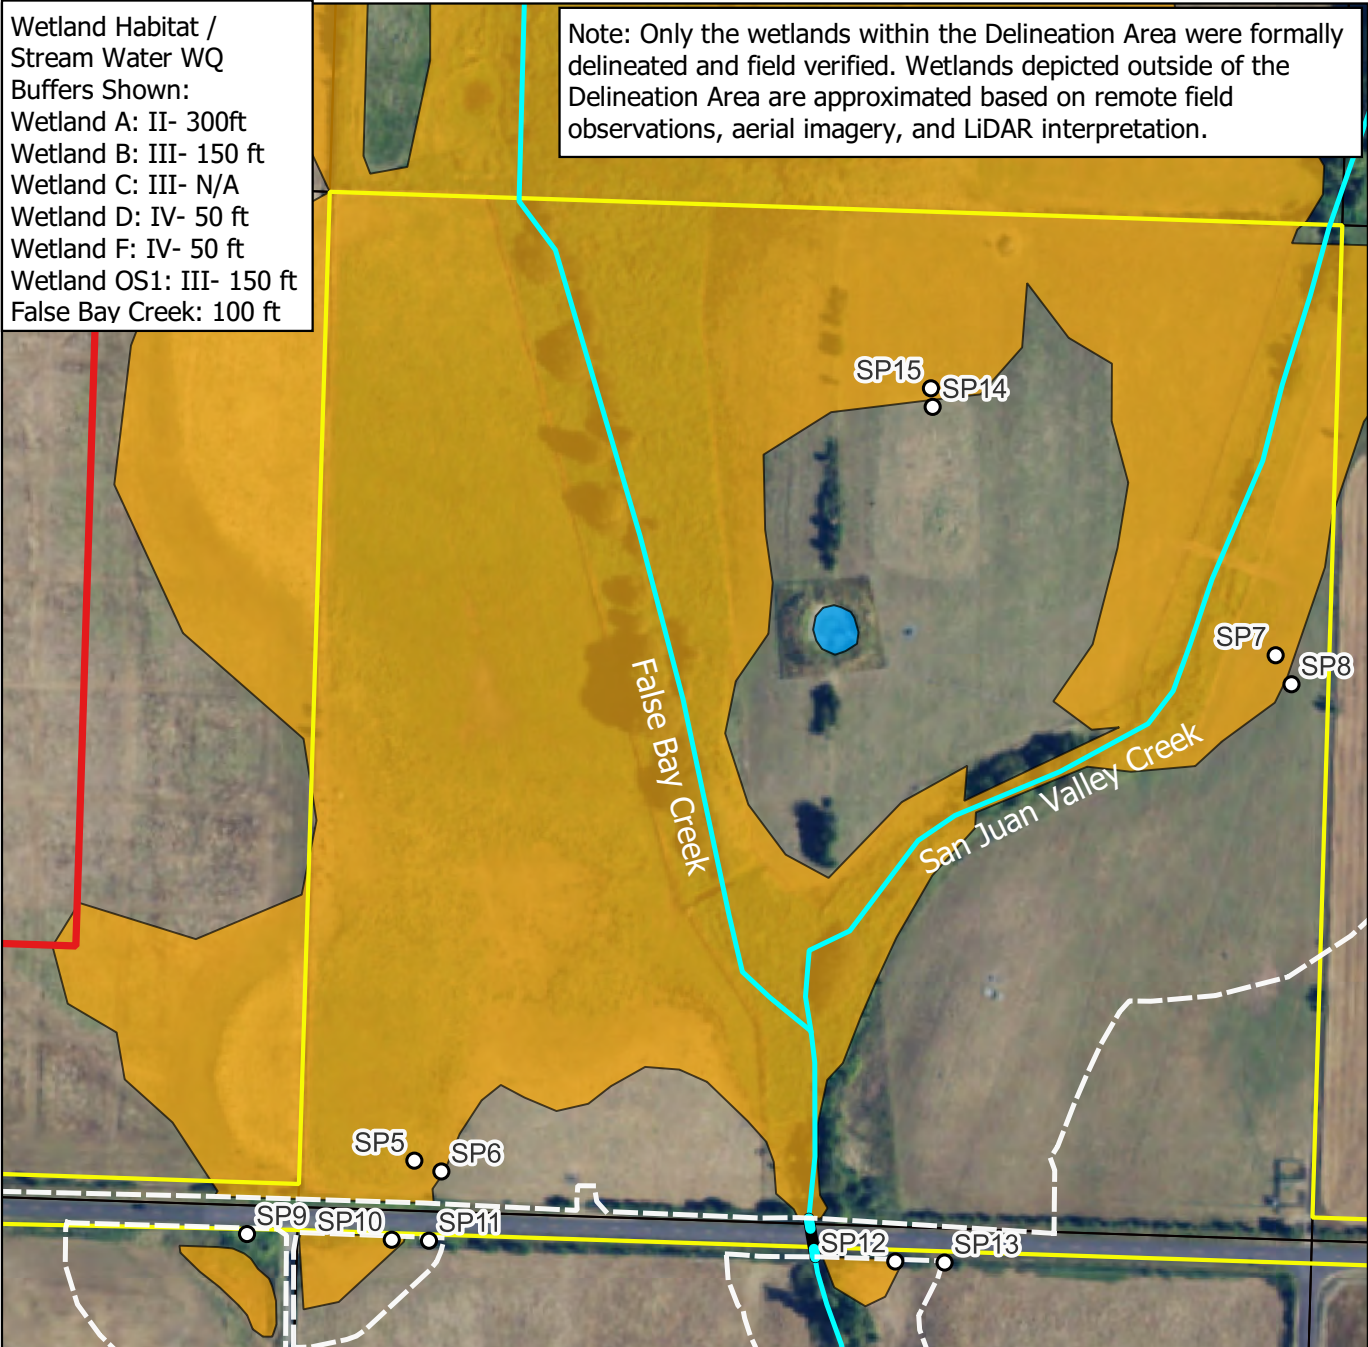 Wetland Habitat /
Stream Water WQ
Buffers Shown:
Wetland A: II- 300ft
Wetland B: III- 150 ft
Wetland C: III- N/A
Wetland D: IV- 50 ft
Wetland F: IV- 50 ft
Wetland OS1: III- 150 ft
False Bay Creek: 100 ft
Note: Only the wetlands within the Delineation Area were formally
delineated and field verified. Wetlands depicted outside of the
Delineation Area are approximated based on remote field
observations, aerial imagery, and LiDAR interpretation.
SP15
SP14
SP7
SP8
False Bay Creek
San Juan Valley Creek
SP5
SP6
SP9
SP10
SP11
SP12
SP13